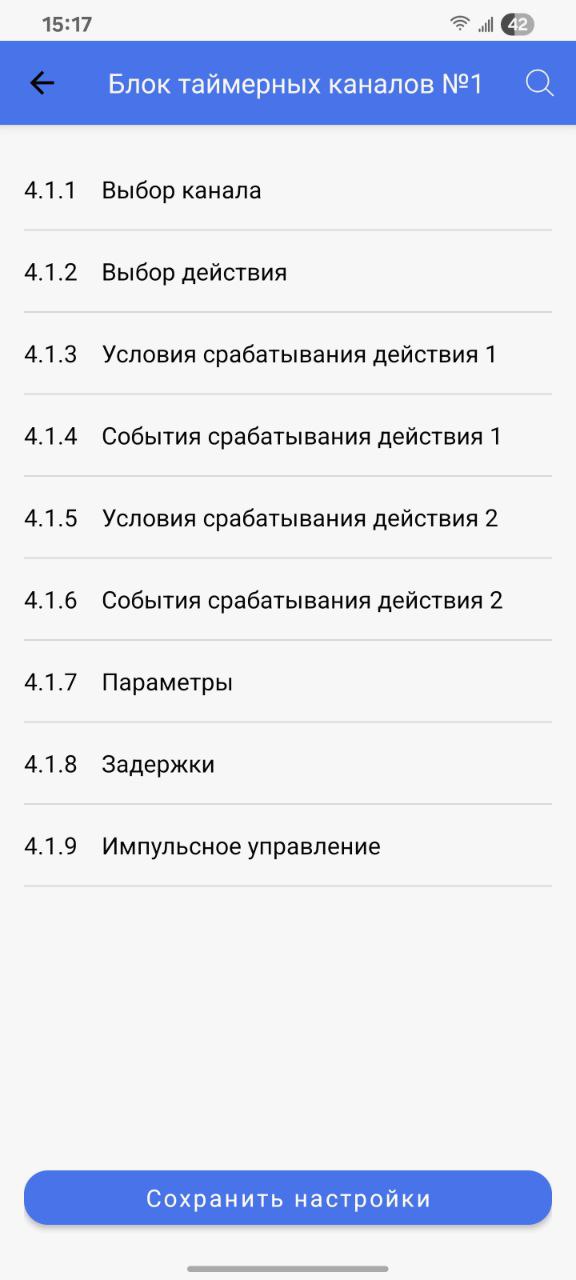 15:17
42
Блок таймерных каналов №1
4.1.1 Выбор канала
4.1.2 Выбор действия
4.1.3 Условия срабатывания действия 1
4.1.4 События срабатывания действия 1
4.1.5 Условия срабатывания действия 2
4.1.6 События срабатывания действия 2
4.1.7 Параметры
4.1.8 Задержки
4.1.9 Импульсное управление
Сохранить настройки